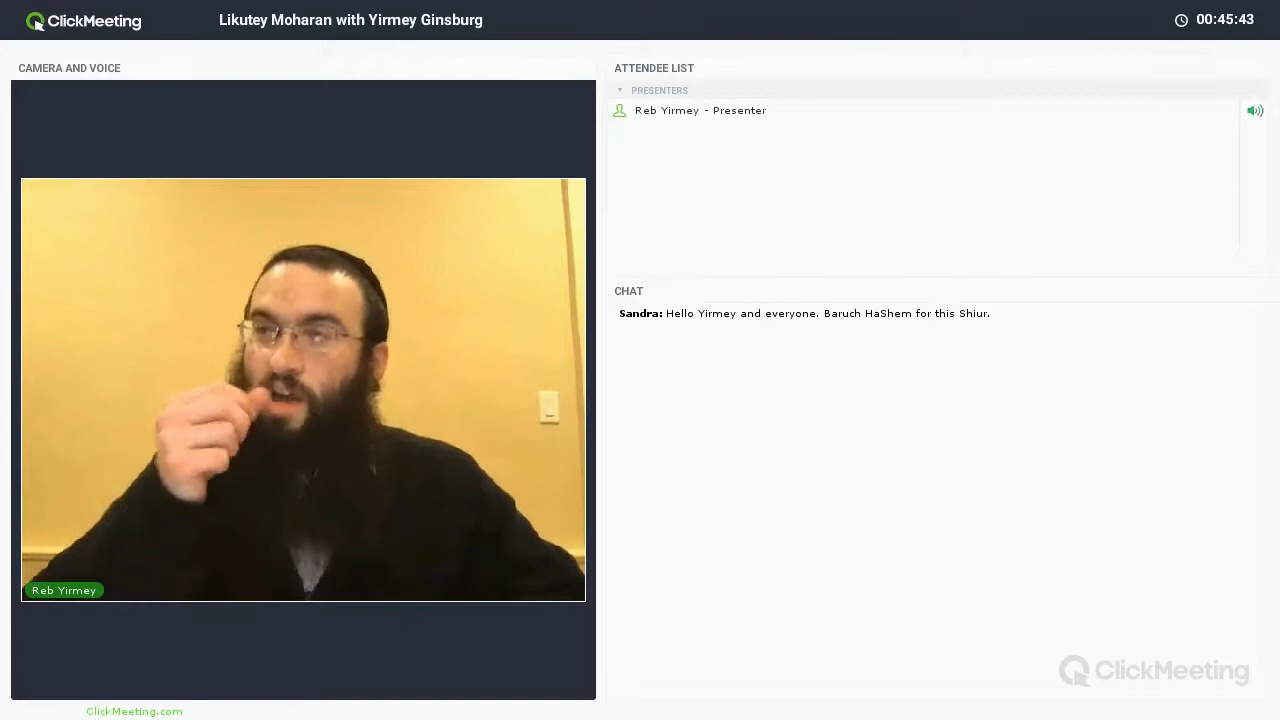 ClickMeeting
Likutey Moharan with Yirmey Ginsburg
00:45:43
CAMERA AND VOICE
ATTENDEE LIST
PRESENTERS
Reb Yirmey - Presenter
CHAT
Sandra: Hello Yirmey and everyone. Baruch HaShem for this Shiur.
Reb Yirmey
ClickMeeting
ClickMeeting.com